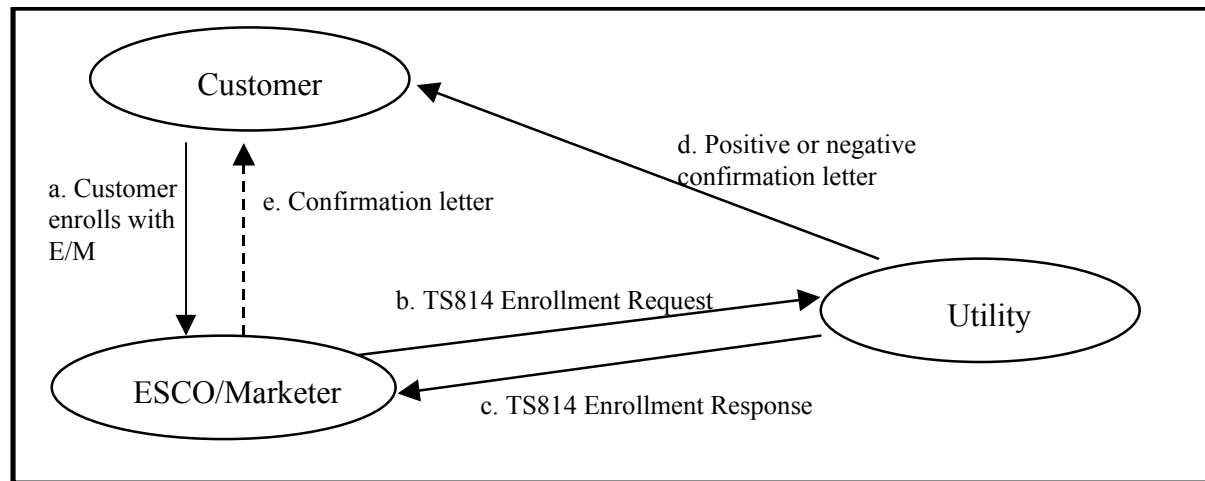 Customer
d. Positive or negative
confirmation letter
a. Customer
enrolls with
E/M
e. Confirmation letter
b. TS814 Enrollment Request
Utility
ESCO/Marketer
c. TS814 Enrollment Response